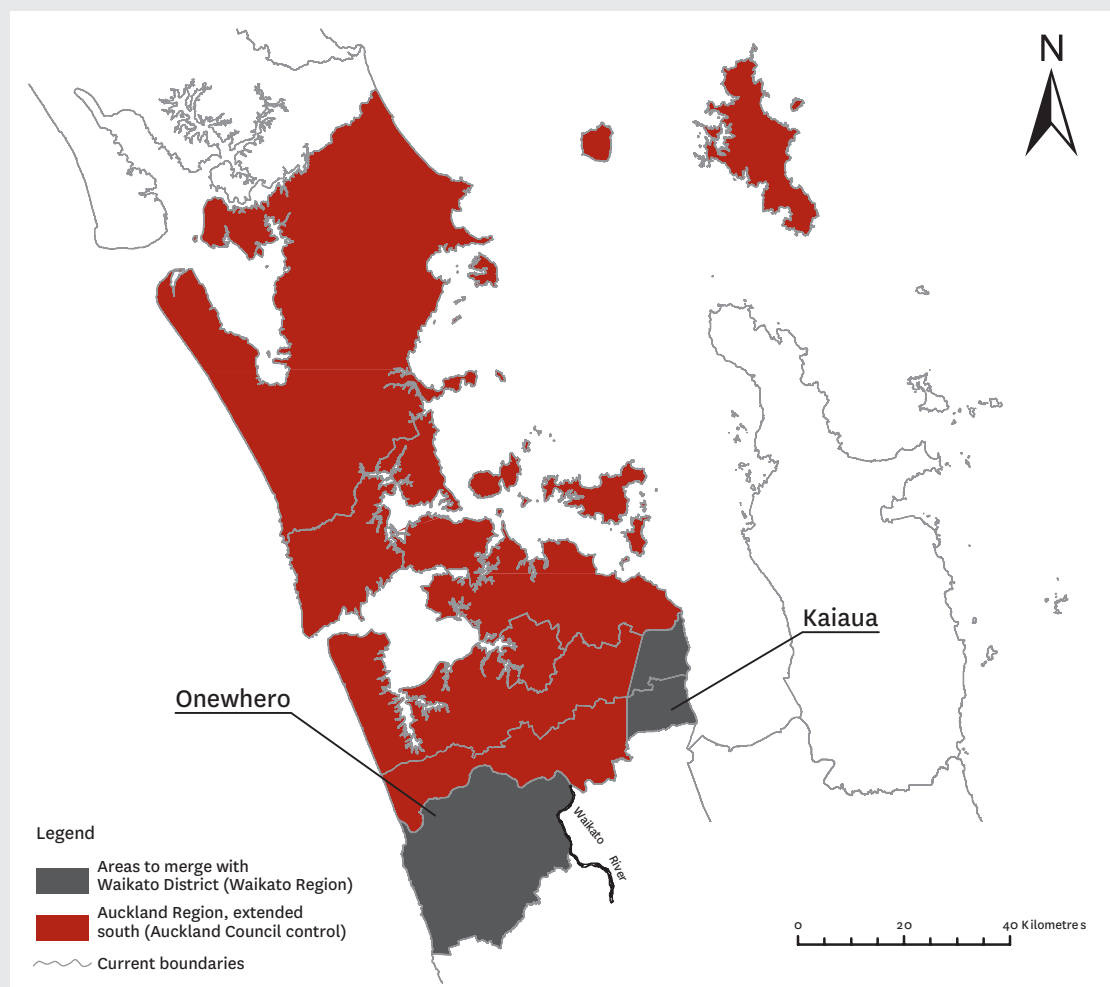 N
Kaiaua
Onewhero
Waikato
River
Legend
Areas to merge with
Waikato District (Waikato Region)
Auckland Region, extended
south (Auckland Council control)
Current boundaries
0 20 40 Kilometres